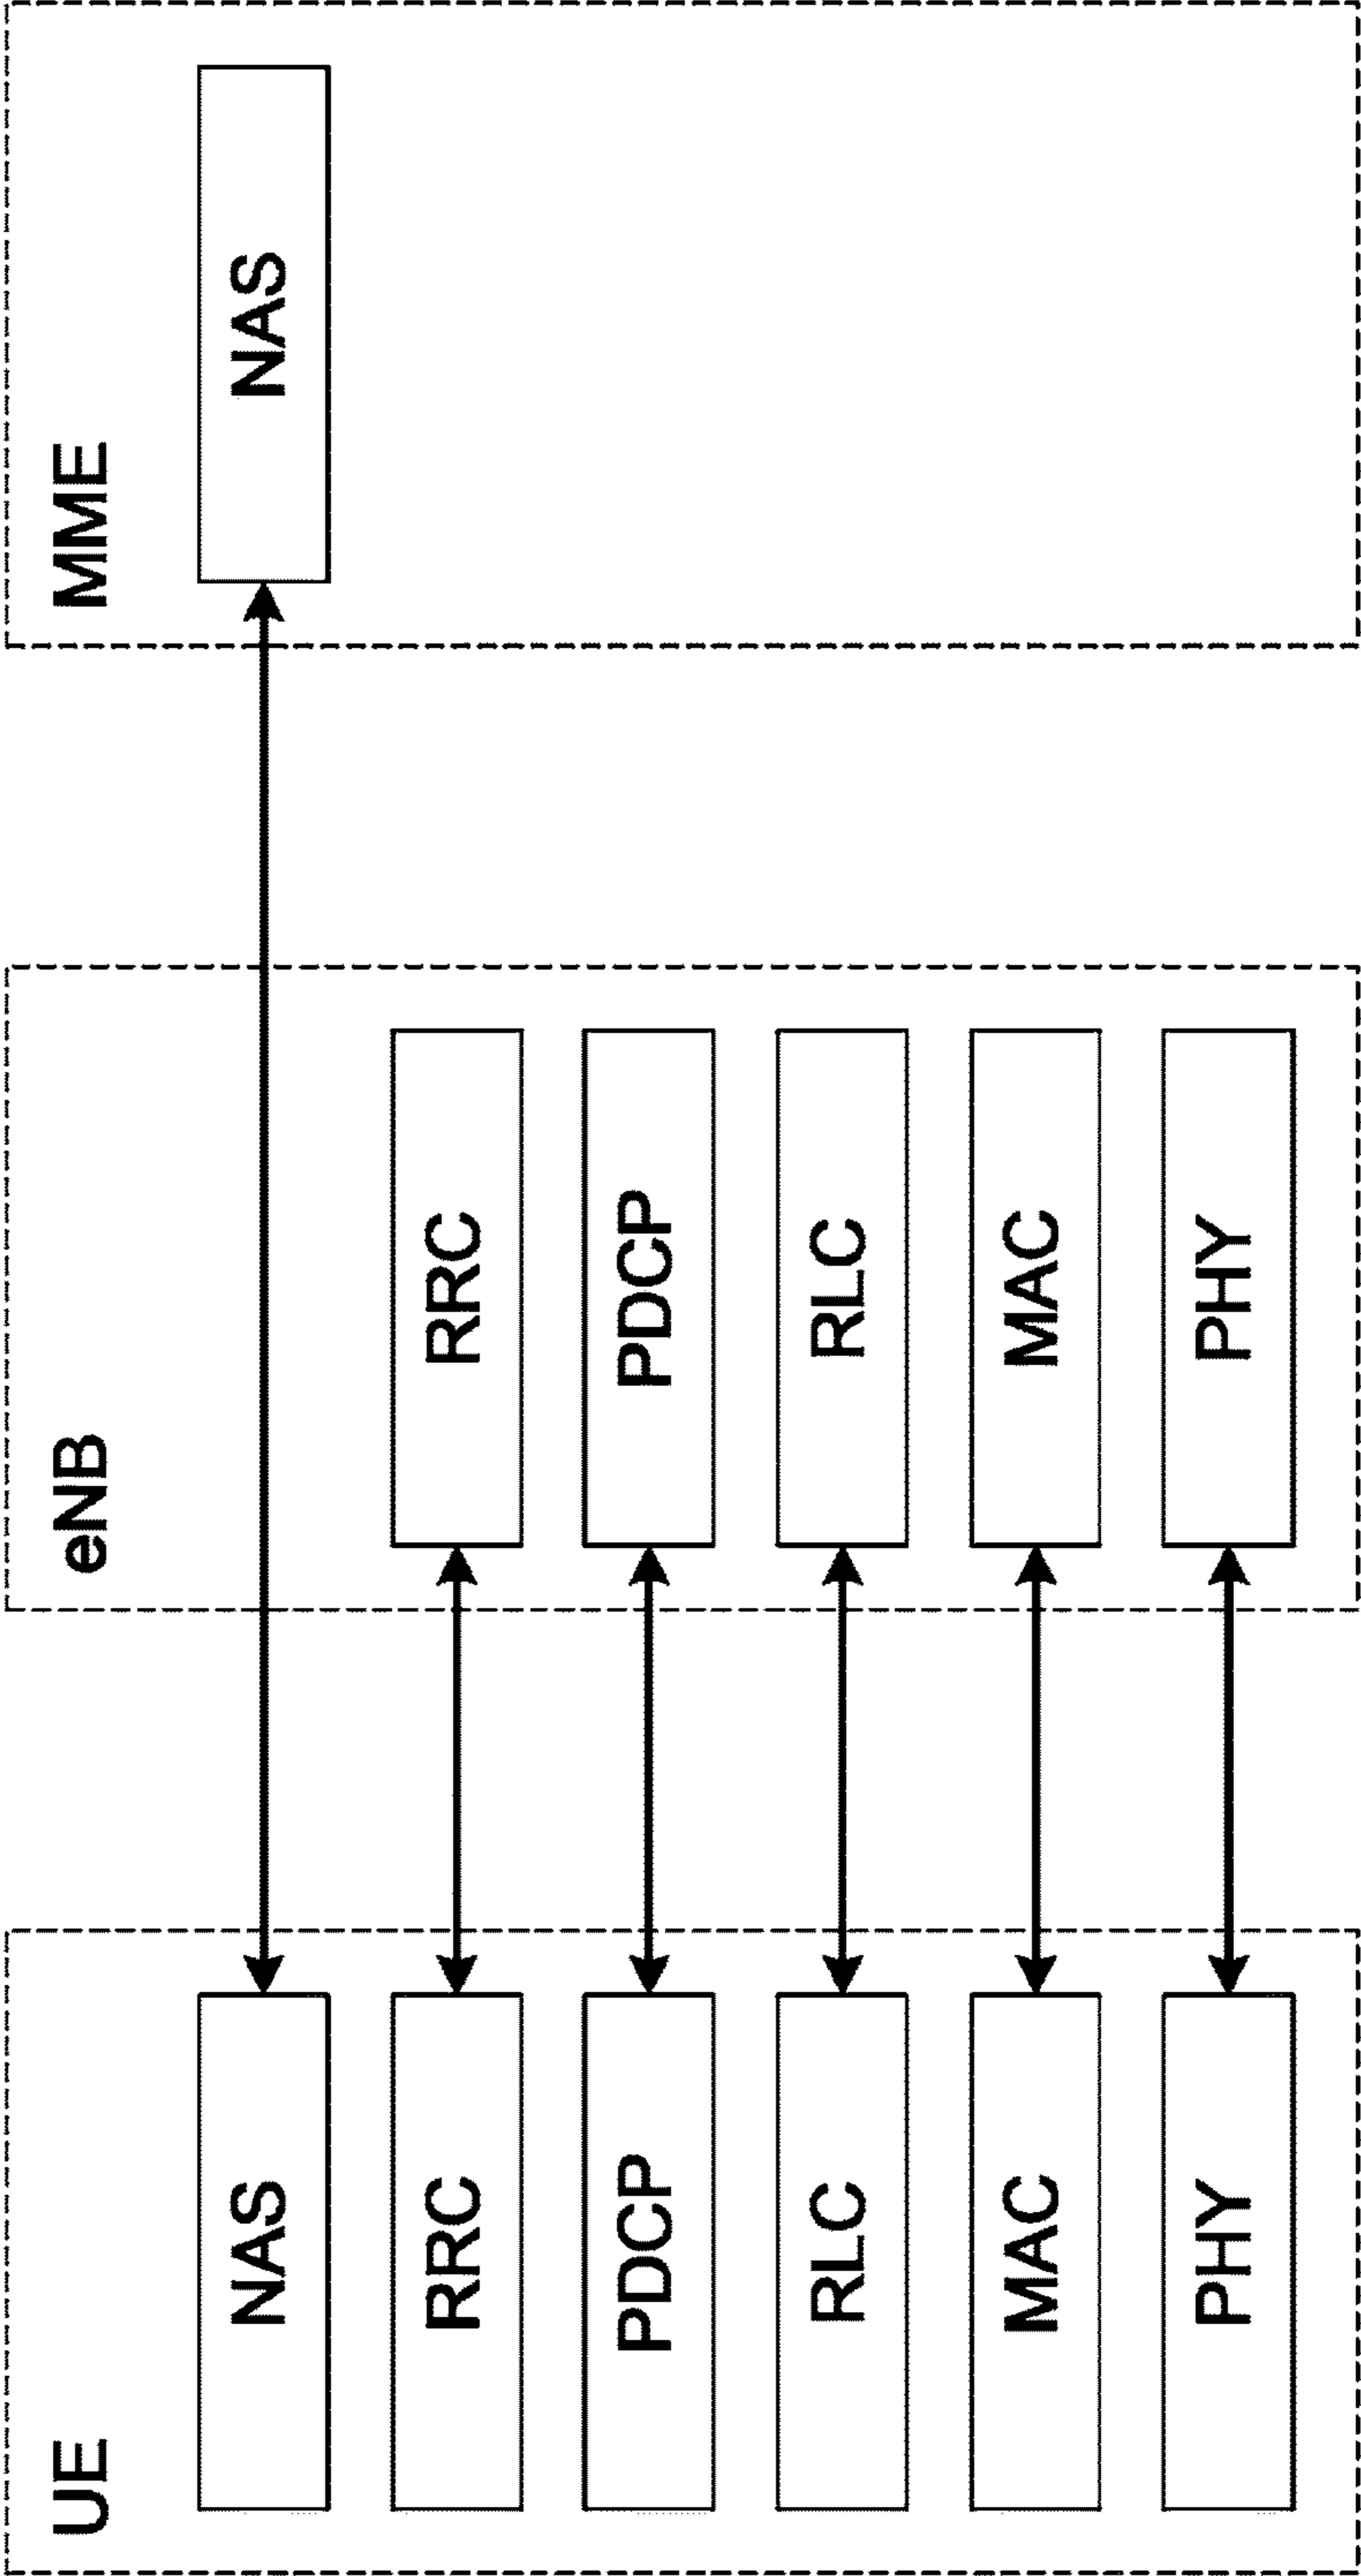 UE
NAS
RRC
PDCP
RLC
MAC
PHY
eNB
RRC
PDCP
RLC
MAC
PHY
MME
NAS